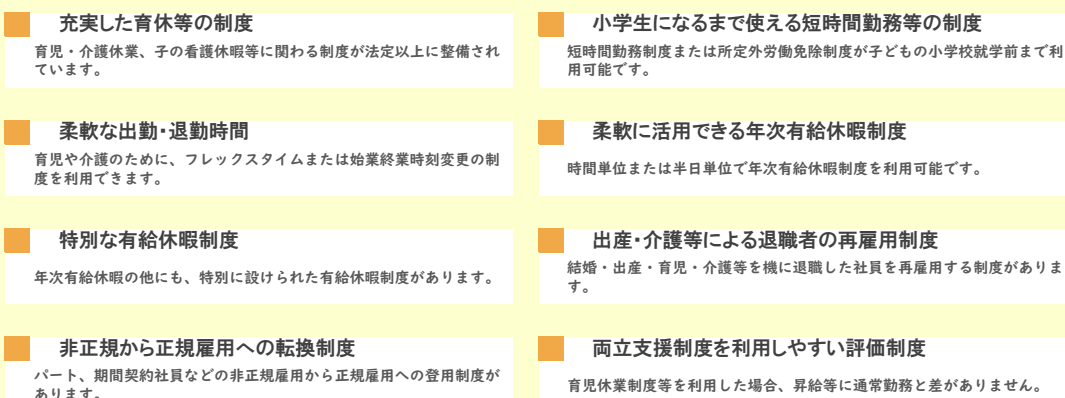 充実した育休等の制度
育児・介護休業、子の看護休暇等に関わる制度が法定以上に整備され
ています。
小学生になるまで使える短時間勤務等の制度
短時間勤務制度または所定外労働免除制度が子どもの小学校就学前まで利
用可能です。
柔軟な出勤・退勤時間
育児や介護のために、フレックスタイムまたは始業終業時刻変更の制
度を利用できます。
柔軟に活用できる年次有給休暇制度
時間単位または半日単位で年次有給休暇制度を利用可能です。
特別な有給休暇制度
年次有給休暇の他にも、特別に設けられた有給休暇制度があります。
出産・介護等による退職者の再雇用制度
結婚・出産・育児・介護等を機に退職した社員を再雇用する制度がありま
す。
非正規から正規雇用への転換制度
パート、期間契約社員などの非正規雇用から正規雇用への登用制度が
あります。
両立支援制度を利用しやすい評価制度
育児休業制度等を利用した場合、昇給等に通常勤務と差がありません。